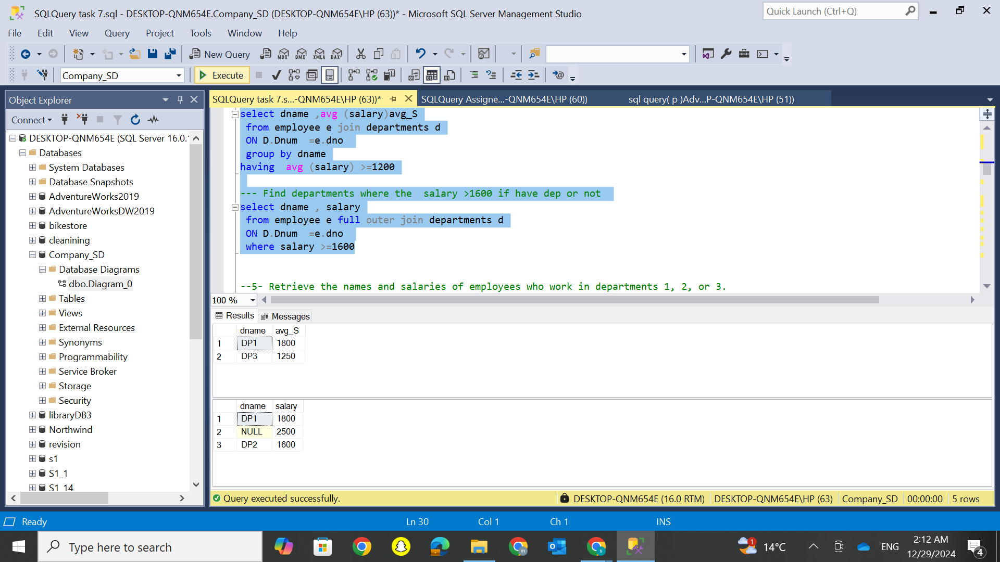 SQLQuery task 7.sql - DESKTOP-QNM654E.Company_SD (DESKTOP-QNM654E\HP (63))* - Microsoft SQL Server Management Studio
Quick Launch (Ctrl+Q)
File Edit View Query Project Tools Window Help
New Query MDX DMX XMLA DAX
Company_SD Execute
Object Explorer
Connect
DESKTOP-QNM654E (SQL Server 16.0.1
Databases
System Databases
Database Snapshots
AdventureWorks2019
AdventureWorksDW2019
bikestore
cleanining
Company_SD
Database Diagrams
dbo.Diagram_0
Tables
Views
External Resources
Synonyms
Programmability
Service Broker
Storage
Security
libraryDB3
Northwind
revision
s1
S1_1
S1_14
SQLQuery task 7.s...-QNM654E\HP (63))* SQLQuery Assigne...-QNM654E\HP (60)) sql query( p )Adv...P-QNM654E\HP (51))
select dname ,avg (salary)avg_S
from employee e join departments d
ON D.Dnum =e.dno
group by dname
having avg (salary) >=1200
--- Find departments where the salary >1600 if have dep or not
select dname , salary
from employee e full outer join departments d
ON D.Dnum =e.dno
where salary >=1600
--5- Retrieve the names and salaries of employees who work in departments 1, 2, or 3.
100 %
Results Messages
dname avg_S
1 DP1 1800
2 DP3 1250
dname salary
1 DP1 1800
2 NULL 2500
3 DP2 1600
Query executed successfully. DESKTOP-QNM654E (16.0 RTM) DESKTOP-QNM654E\HP (63) Company_SD 00:00:00 5 rows
Ready Ln 30 Col 1 Ch 1 INS
Type here to search
m
s
1
14°C
ENG
2:12 AM
12/29/2024
4